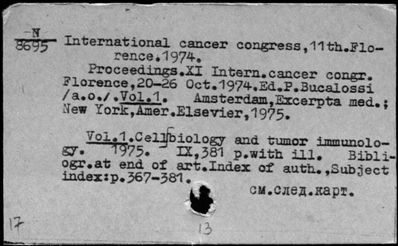 N
8695
International cancer congress,11th.Flo-
rence.1974.
Proceedings.XI Intern.cancer congr.
Florence,20-26 Oct.1974.Ed.P.Bucalossi
/a.o./.Vol.1. Amsterdam,Excerpta med.;
New York,Amer.Elsevier,1975.
Vol.1.Cell biology and tumor immunolo-
gy. 1975. IX,381 p.with ill. Bibli-
ogr.at end of art.Index of auth.,Subject
index:p.367-381.
см.след.карт.
17
13